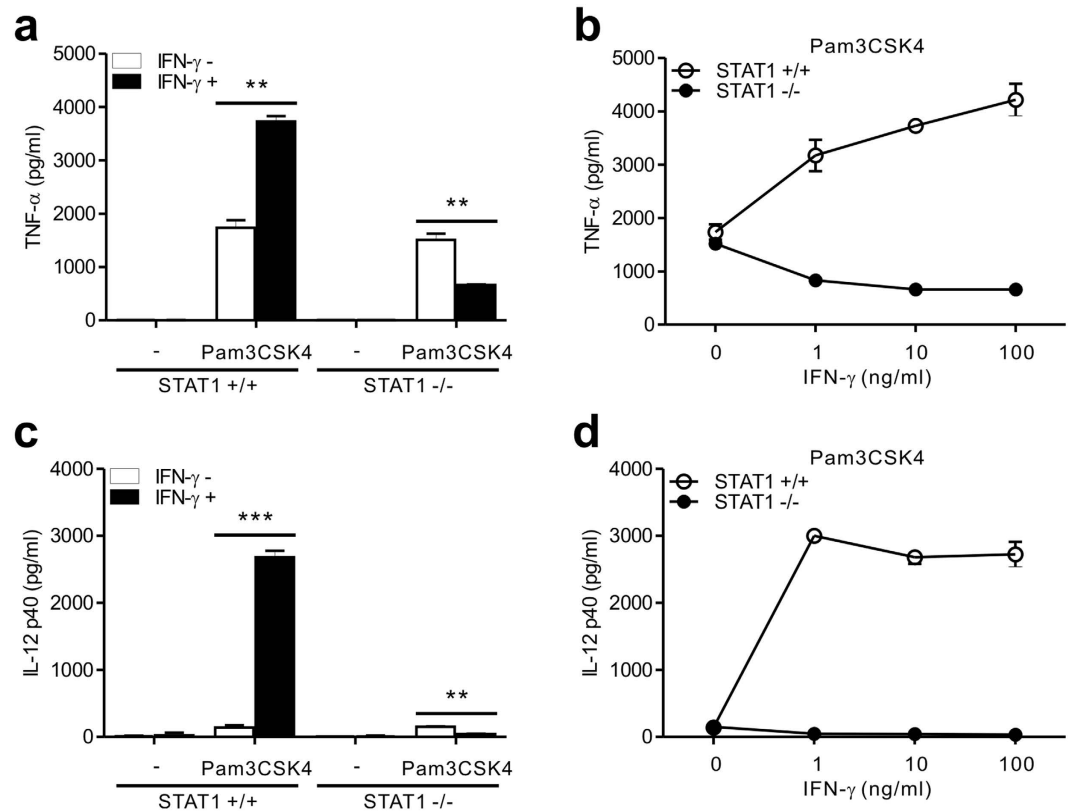 a
5000
4000
3000
2000
1000
0
TNF-α (pg/ml)
IFN-γ -
IFN-γ +
**
**
- Pam3CSK4 - Pam3CSK4
STAT1 +/+ STAT1 -/-
b
Pam3CSK4
5000
4000
3000
2000
1000
0
TNF-α (pg/ml)
STAT1 +/+
STAT1 -/-
0 1 10 100
IFN-γ (ng/ml)
c
4000
3000
2000
1000
0
IL-12 p40 (pg/ml)
IFN-γ -
IFN-γ +
***
**
- Pam3CSK4 - Pam3CSK4
STAT1 +/+ STAT1 -/-
d
Pam3CSK4
4000
3000
2000
1000
0
IL-12 p40 (pg/ml)
STAT1 +/+
STAT1 -/-
0 1 10 100
IFN-γ (ng/ml)